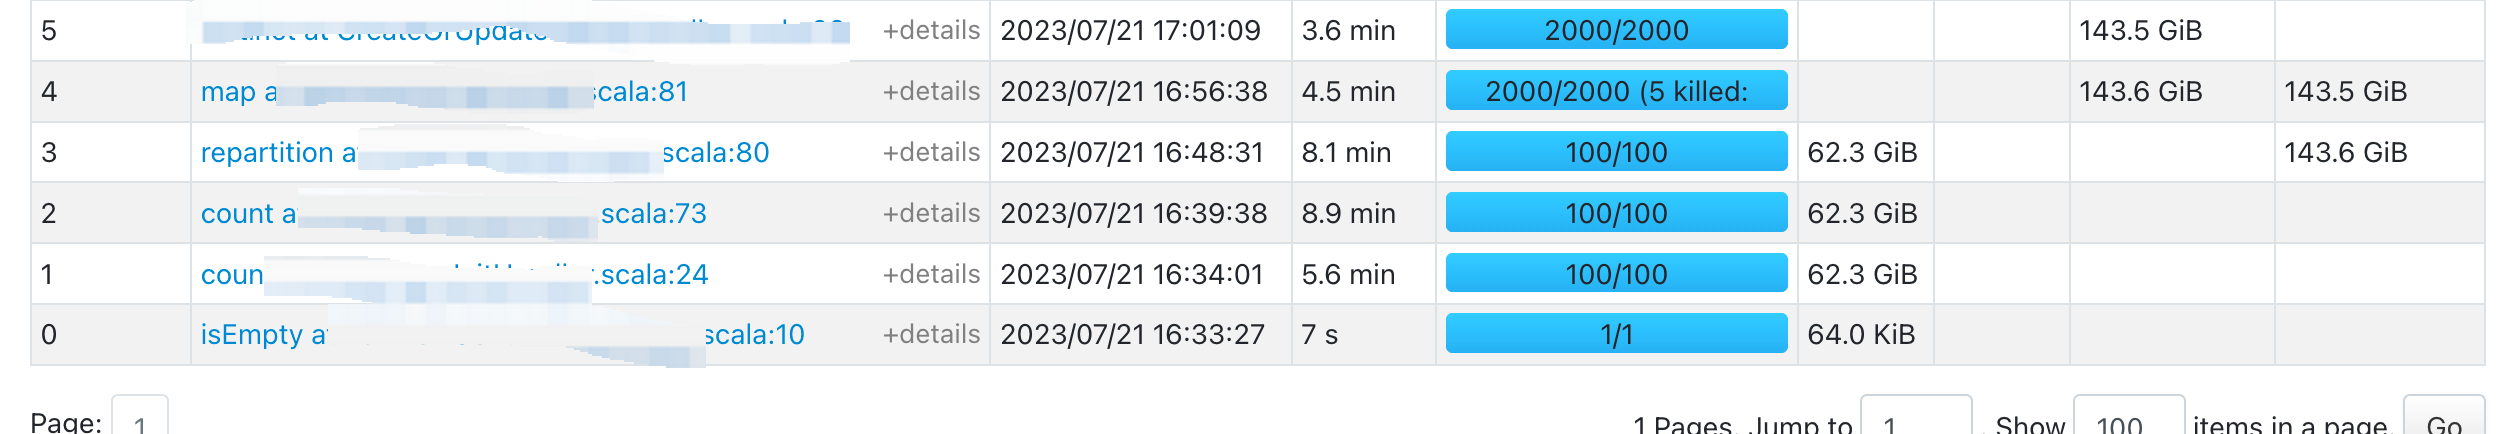 5 at CreateOrUpdate +details 2023/07/21 17:01:09 3.6 min 2000/2000 143.5 GiB
4 map scala:81 +details 2023/07/21 16:56:38 4.5 min 2000/2000 (5 killed: 143.6 GiB 143.5 GiB
3 repartition scala:80 +details 2023/07/21 16:48:31 8.1 min 100/100 62.3 GiB 143.6 GiB
2 count scala:73 +details 2023/07/21 16:39:38 8.9 min 100/100 62.3 GiB
1 coun .scala:24 +details 2023/07/21 16:34:01 5.6 min 100/100 62.3 GiB
0 isEmpty scala:10 +details 2023/07/21 16:33:27 7 s 1/1 64.0 KiB
Page: 1 1 Pages. Jump to 1 . Show 100 items in a page. Go